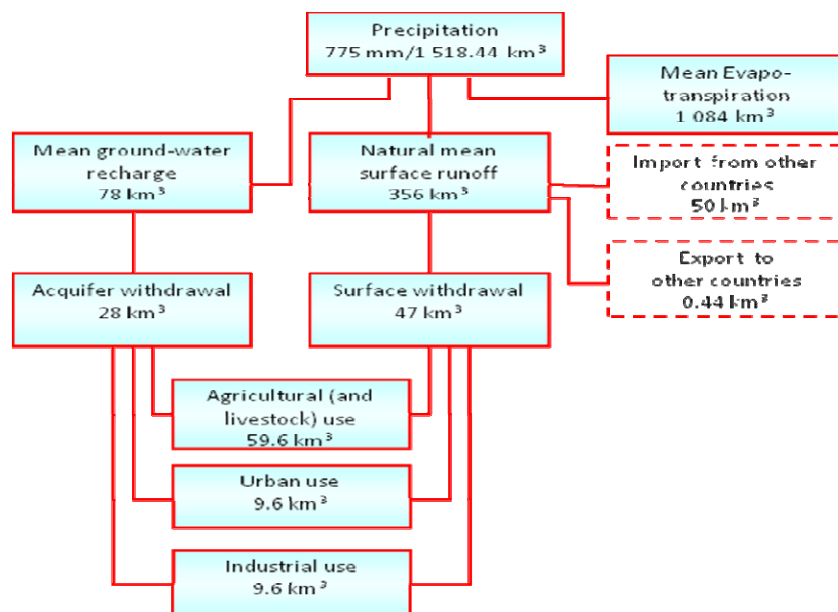 Precipitation
775 mm/1 518.44 km³
Mean Evapo-
transpiration
1 084 km³
Mean ground-water
recharge
78 km³
Natural mean
surface runoff
356 km³
Import from other
countries
50 km³
Export to
other countries
0.44 km³
Acquifer withdrawal
28 km³
Surface withdrawal
47 km³
Agricultural (and
livestock) use
59.6 km³
Urban use
9.6 km³
Industrial use
9.6 km³